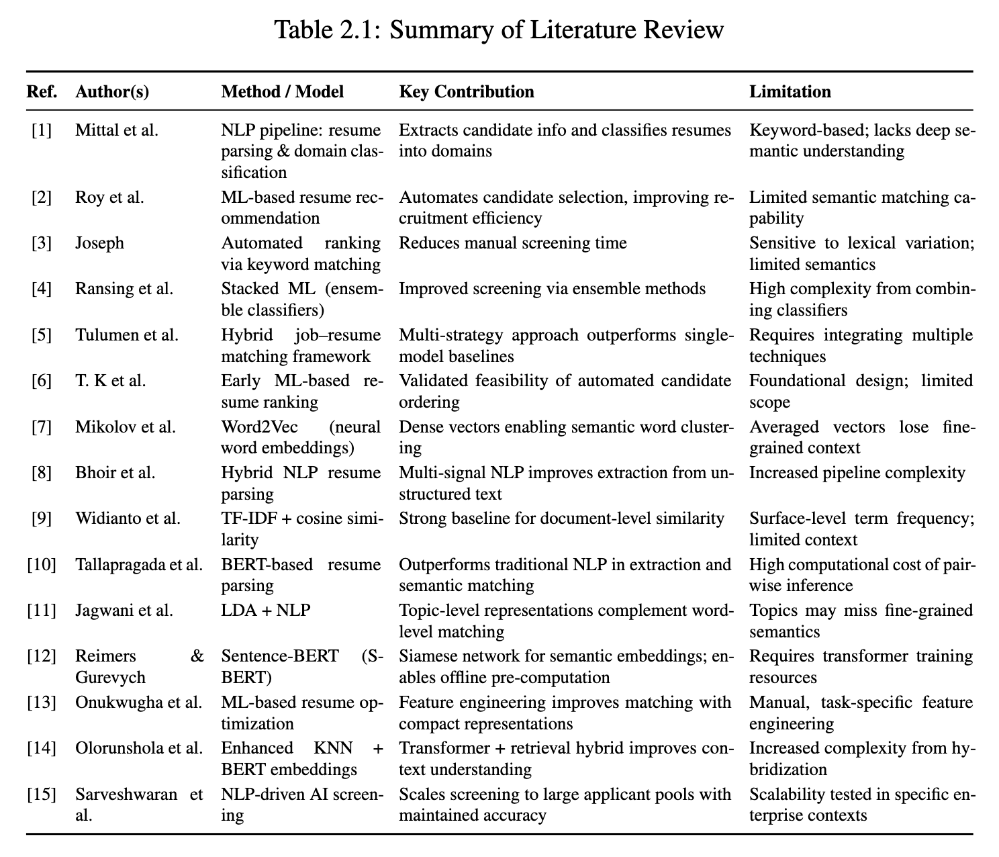 Table 2.1: Summary of Literature Review
Ref. Author(s) Method / Model Key Contribution Limitation
[1] Mittal et al. NLP pipeline: resume Extracts candidate info and classifies resumes Keyword-based; lacks deep se-
parsing & domain clas- into domains mantic understanding
sification
[2] Roy et al. ML-based resume rec- Automates candidate selection, improving re- Limited semantic matching ca-
ommendation cruitment efficiency pability
[3] Joseph Automated ranking Reduces manual screening time Sensitive to lexical variation;
via keyword matching limited semantics
[4] Ransing et al. Stacked ML (ensem- Improved screening via ensemble methods High complexity from combin-
ble classifiers) ing classifiers
[5] Tulumen et al. Hybrid job–resume Multi-strategy approach outperforms single- Requires integrating multiple
matching framework model baselines techniques
[6] T. K et al. Early ML-based re- Validated feasibility of automated candidate Foundational design; limited
sume ranking ordering scope
[7] Mikolov et al. Word2Vec (neural Dense vectors enabling semantic word cluster- Averaged vectors lose fine-
word embeddings) ing grained context
[8] Bhoir et al. Hybrid NLP resume Multi-signal NLP improves extraction from un- Increased pipeline complexity
parsing structured text
[9] Widianto et al. TF-IDF + cosine simi- Strong baseline for document-level similarity Surface-level term frequency;
larity limited context
[10] Tallapragada et al. BERT-based resume Outperforms traditional NLP in extraction and High computational cost of pair-
parsing semantic matching wise inference
[11] Jagwani et al. LDA + NLP Topic-level representations complement word- Topics may miss fine-grained
level matching semantics
[12] Reimers & Sentence-BERT (S- Siamese network for semantic embeddings; en- Requires transformer training
Gurevych BERT) ables offline pre-computation resources
[13] Onukwugha et al. ML-based resume op- Feature engineering improves matching with Manual, task-specific feature
timization compact representations engineering
[14] Olorunshola et al. Enhanced KNN + Transformer + retrieval hybrid improves con- Increased complexity from hy-
BERT embeddings text understanding bridization
[15] Sarveshwaran et NLP-driven AI screen- Scales screening to large applicant pools with Scalability tested in specific en-
al. ing maintained accuracy terprise contexts